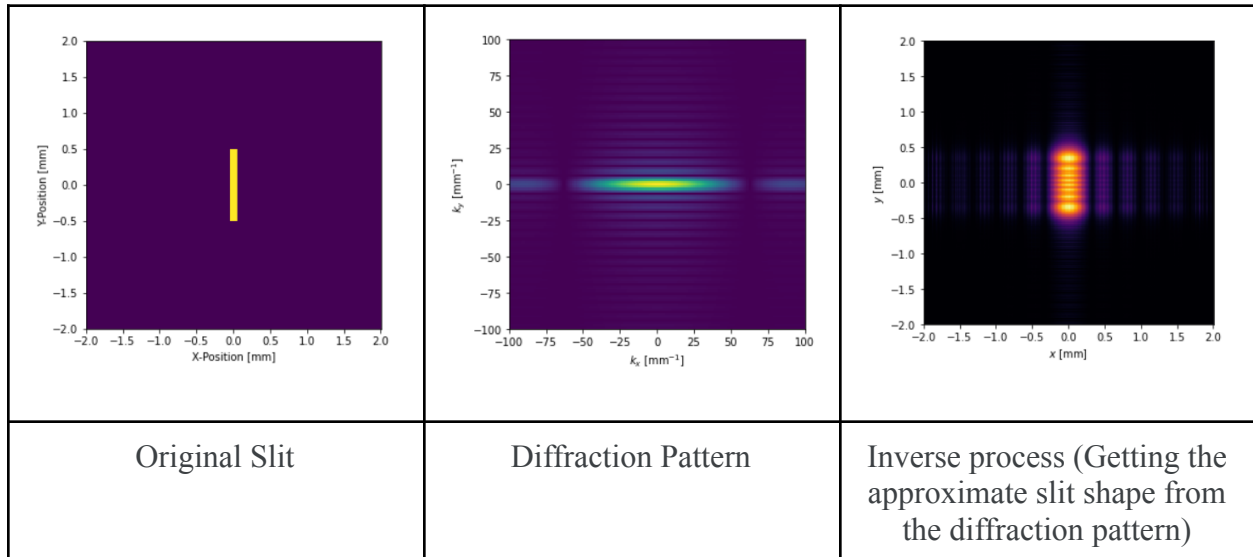 2.0
1.5
1.0
0.5
0.0
−0.5
−1.0
−1.5
−2.0
Y-Position [mm]
−2.0 −1.5 −1.0 −0.5 0.0 0.5 1.0 1.5 2.0
X-Position [mm]
100
75
50
25
0
−25
−50
−75
−100
k_y [mm⁻¹]
−100 −75 −50 −25 0 25 50 75 100
k_x [mm⁻¹]
2.0
1.5
1.0
0.5
0.0
−0.5
−1.0
−1.5
−2.0
y [mm]
−2.0 −1.5 −1.0 −0.5 0.0 0.5 1.0 1.5 2.0
x [mm]
Original Slit
Diffraction Pattern
Inverse process (Getting the
approximate slit shape from
the diffraction pattern)